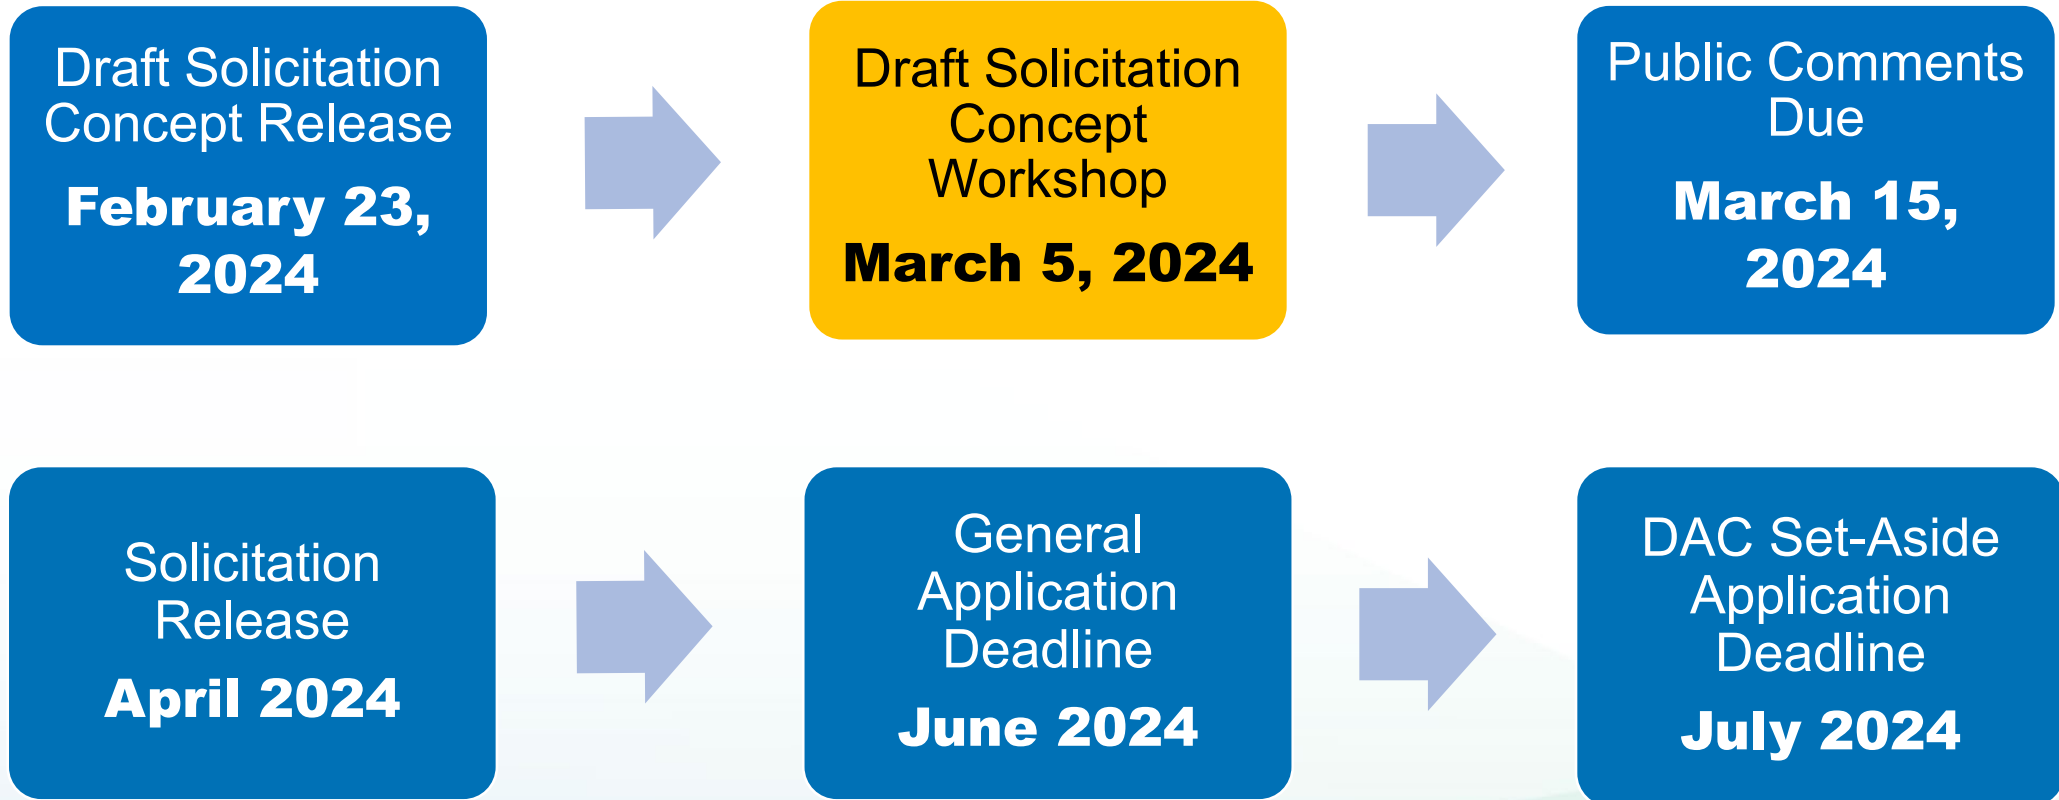 Draft Solicitation
Concept Release
February 23,
2024
Draft Solicitation
Concept
Workshop
March 5, 2024
Public Comments
Due
March 15,
2024
Solicitation
Release
April 2024
General
Application
Deadline
June 2024
DAC Set-Aside
Application
Deadline
July 2024